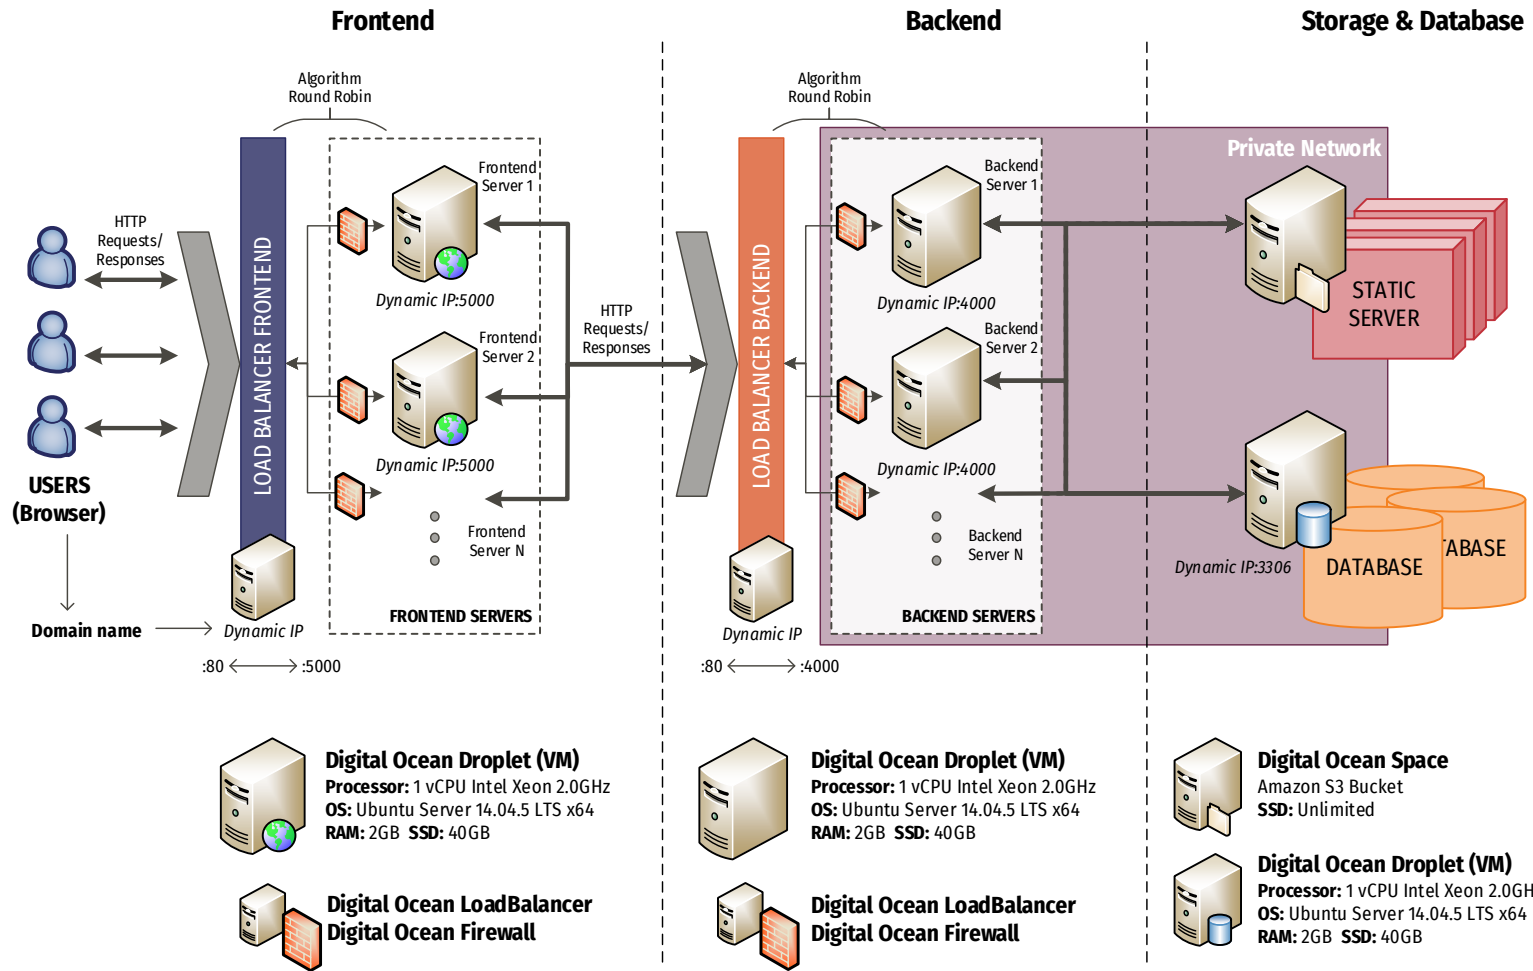 Frontend
Backend
Storage & Database
Algorithm
Round Robin
Algorithm
Round Robin
Private Network
HTTP
Requests/
Responses
LOAD BALANCER FRONTEND
Frontend
Server 1
Dynamic IP:5000
Frontend
Server 2
Dynamic IP:5000
Frontend
Server N
FRONTEND SERVERS
HTTP
Requests/
Responses
LOAD BALANCER BACKEND
Backend
Server 1
Dynamic IP:4000
Backend
Server 2
Dynamic IP:4000
Backend
Server N
BACKEND SERVERS
STATIC
SERVER
Dynamic IP:3306
DATABASE
TABASE
USERS
(Browser)
Domain name
Dynamic IP
:80
:5000
Dynamic IP
:80
:4000
Digital Ocean Droplet (VM)
Processor: 1 vCPU Intel Xeon 2.0GHz
OS: Ubuntu Server 14.04.5 LTS x64
RAM: 2GB SSD: 40GB
Digital Ocean LoadBalancer
Digital Ocean Firewall
Digital Ocean Droplet (VM)
Processor: 1 vCPU Intel Xeon 2.0GHz
OS: Ubuntu Server 14.04.5 LTS x64
RAM: 2GB SSD: 40GB
Digital Ocean LoadBalancer
Digital Ocean Firewall
Digital Ocean Space
Amazon S3 Bucket
SSD: Unlimited
Digital Ocean Droplet (VM)
Processor: 1 vCPU Intel Xeon 2.0GH
OS: Ubuntu Server 14.04.5 LTS x64
RAM: 2GB SSD: 40GB